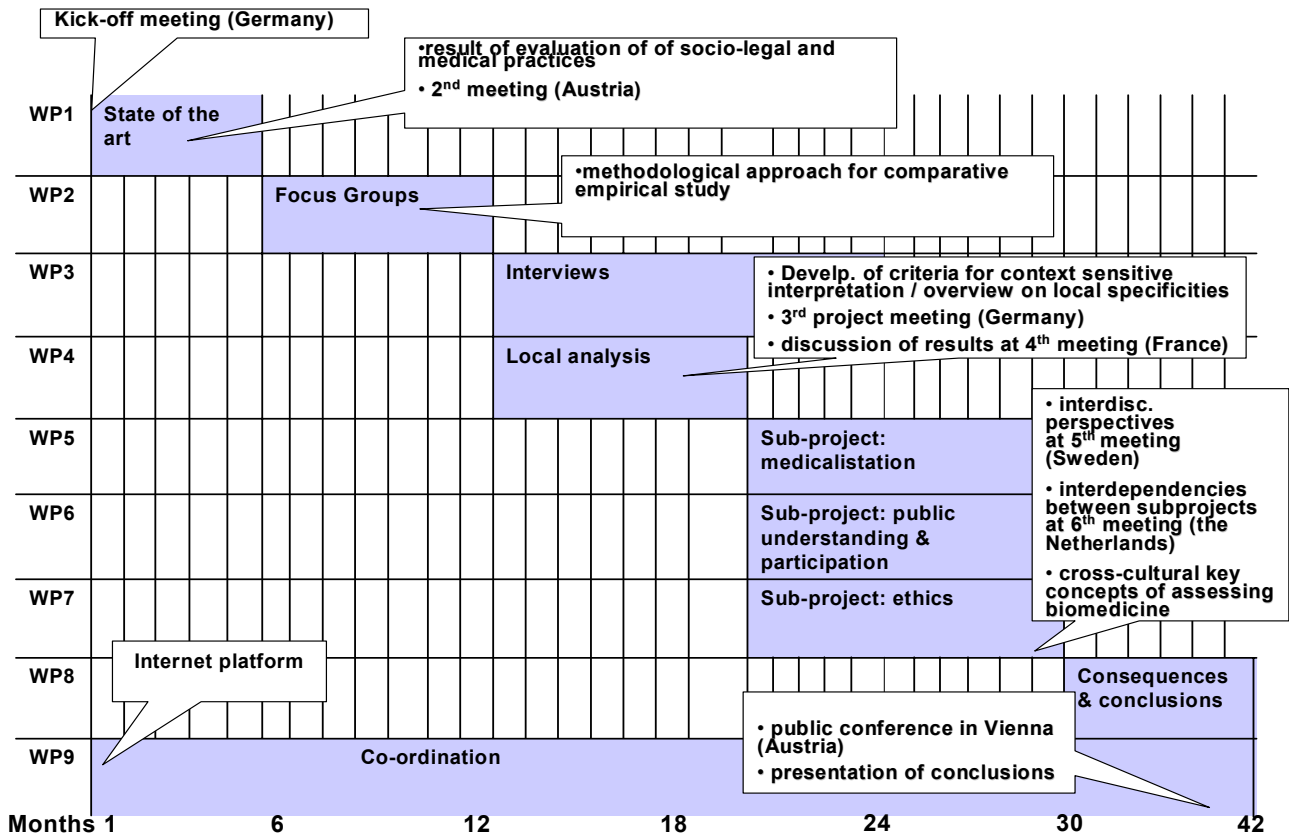 Kick-off meeting (Germany)
•result of evaluation of of socio-legal and
medical practices
• 2nd meeting (Austria)
WP1
State of the
art
•methodological approach for comparative
empirical study
WP2
Focus Groups
WP3
Interviews
• Develp. of criteria for context sensitive
interpretation / overview on local specificities
• 3rd project meeting (Germany)
• discussion of results at 4th meeting (France)
WP4
Local analysis
• interdisc.
perspectives
at 5th meeting
(Sweden)
• interdependencies
between subprojects
at 6th meeting (the
Netherlands)
• cross-cultural key
concepts of assessing
biomedicine
WP5
Sub-project:
medicalistation
WP6
Sub-project: public
understanding &
participation
WP7
Sub-project: ethics
Internet platform
WP8
Consequences
& conclusions
• public conference in Vienna
(Austria)
• presentation of conclusions
WP9
Co-ordination
Months 1 6 12 18 24 30 42